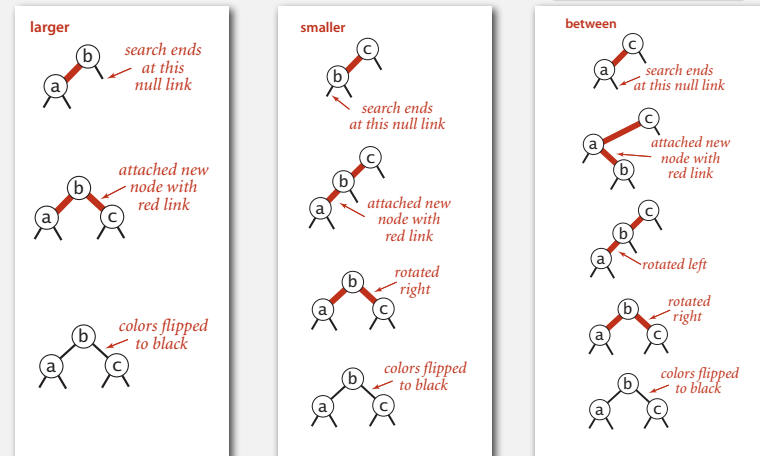 larger
b
search ends
at this
null link
a
attached new
node with
red link
b
a
c
colors flipped
to black
b
a
c
smaller
c
b
search ends
at this null link
c
b
a
attached new
node with
red link
rotated
right
b
a
c
colors flipped
to black
b
a
c
between
c
a
search ends
at this null link
c
a
attached new
node with
red link
b
c
b
a
rotated left
rotated
right
b
a
c
colors flipped
to black
b
a
c